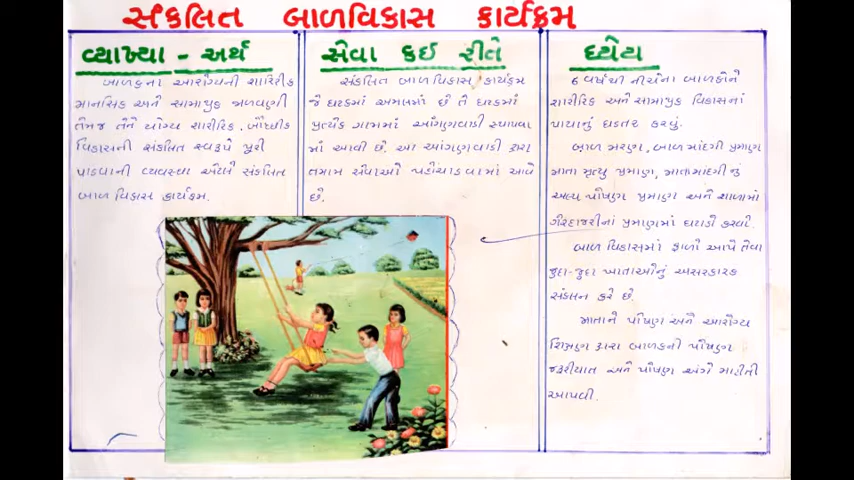 સંકલિત બાળવિકાસ કાર્યક્રમ
વ્યાખ્યા - અર્થ
બાળકના આરોગ્યની શારિરીક
માનસિક અને સામાજીક જાળવણી
તેમજ તેને યોગ્ય શારીરિક, બૌધ્ધીક
વિકાસની સંકલિત સ્વરૂપે પૂરી
પાડવાની વ્યવસ્થા એટલે સંકલિત
બાળ વિકાસ કાર્યક્રમ.
સેવા કઈ રીતે
સંકલિત બાળ વિકાસ કાર્યક્રમ
જે ઘટકમાં અમલમાં છે તે ઘટકમાં
પ્રત્યેક ગામમાં આંગણવાડી સ્થાપવા
માં આવી છે. આ આંગણવાડી દ્રારા
તમામ સેવાઓ પહોંચાડવામાં આવે
છે.
ધ્યેય
૬ વર્ષથી નીચેના બાળકોને
શારીરિક અને સામાજીક વિકાસનાં
પાયાનું ઘડતર કરવું.
બાળ મરણ, બાળ માંદગી પ્રમાણ
માતા મૃત્યુ પ્રમાણ, માતામાંદગીનું
અલ્પ પોષણ પ્રમાણ અને શાળામાં
ગેરહાજરીનાં પ્રમાણમાં ઘટાડો કરવો.
બાળ વિકાસમાં ફાળો આપે તેવા
જુદા-જુદા ખાતાઓનું અસરકારક
સંકલન કરે છે.
માતાને પોષણ અને આરોગ્ય
શિક્ષણ દ્રારા બાળકની પોષણ
જરૂરીયાત અને પોષણ અંગે માહીતી
આપવી.